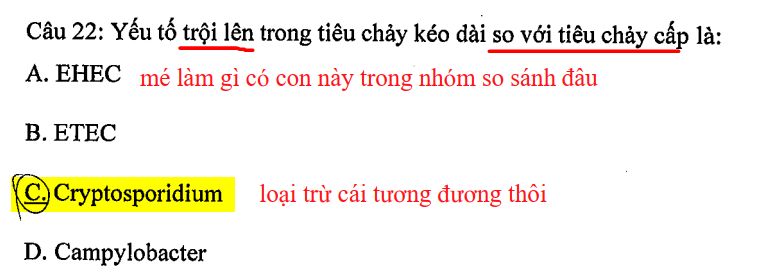 Câu 22: Yếu tố trội lên trong tiêu chảy kéo dài so với tiêu chảy cấp là:
A. EHEC mé làm gì có con này trong nhóm so sánh đâu
B. ETEC
C. Cryptosporidium loại trừ cái tương đương thôi
D. Campylobacter